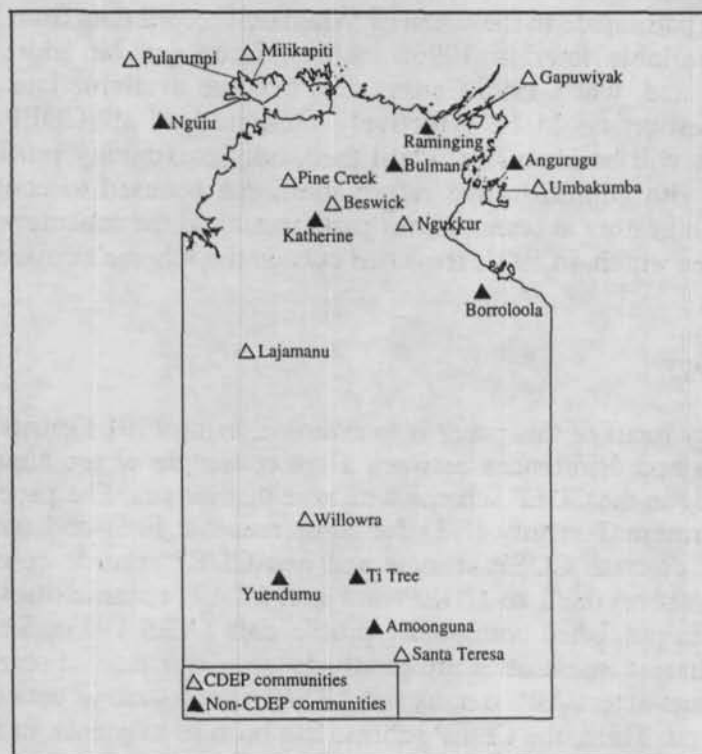 Milikapiti
Pularumpi
Gapuwiyak
Nguiu
Raminging
Bulman
Angurugu
Pine Creek
Umbakumba
Beswick
Ngukkur
Katherine
Borroloola
Lajamanu
Willowra
Ti Tree
Yuendumu
Amoonguna
Santa Teresa
CDEP communities
Non-CDEP communities